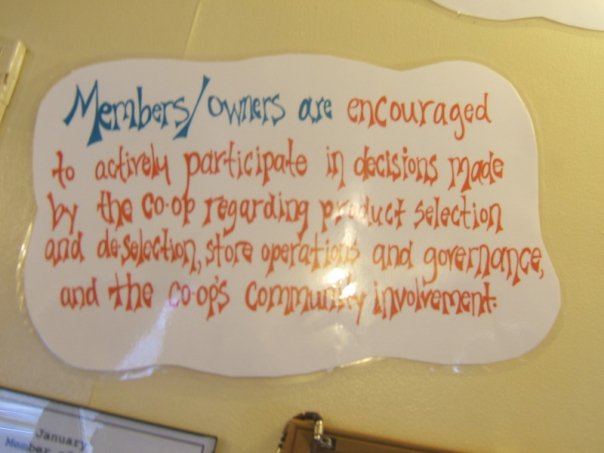 Members/owners are encouraged
to actively participate in decisions made
by the co-op regarding product selection
and de-selection, store operations and governance,
and the co-op's community involvement.
January
Member of